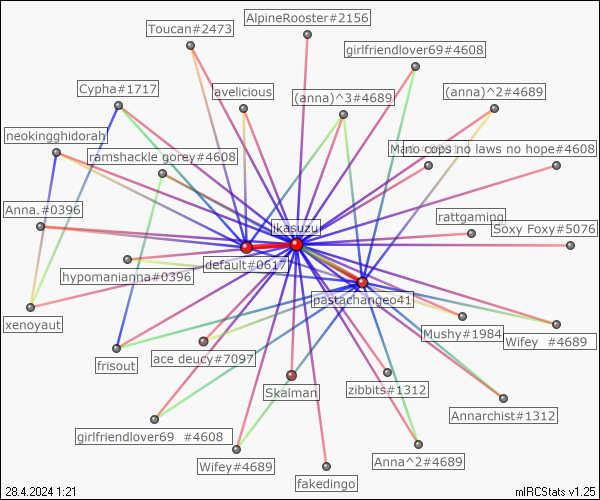 AlpineRooster#2156
Toucan#2473
girlfriendlover69#4608
Cypha#1717
avelicious
(anna)^3#4689
(anna)^2#4689
neokingghidorah
ramshackle gorey#4608
no cops no laws no hope#4608
Anna.#0396
rattgaming
Ikasuzu
Soxy Foxy#5076
default#0617
hypomanianna#0396
pastachangeo41
xenoyaut
Mushy#1984
Wifey #4689
frisout
ace deucy#7097
Skalman
zibbits#1312
Annarchist#1312
girlfriendlover69 #4608
Wifey#4689
Anna^2#4689
fakedingo
28.4.2024 1:21
mIRCStats v1.25